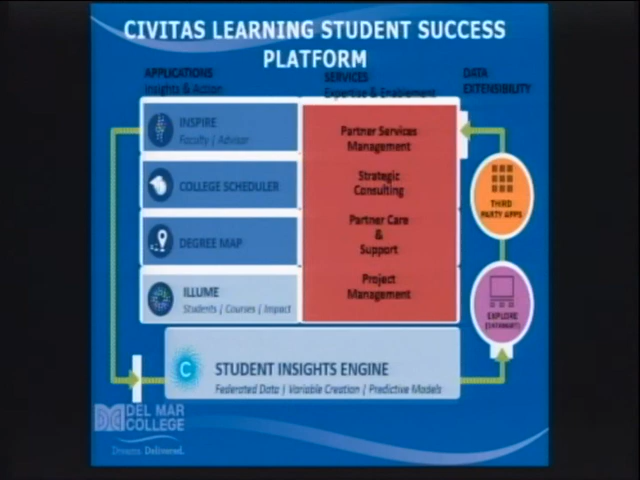 CIVITAS LEARNING STUDENT SUCCESS
PLATFORM
APPLICATIONS
Insights & Action
SERVICES
Expertise & Enablement
DATA
EXTENSIBILITY
INSPIRE
Faculty | Advisor
COLLEGE SCHEDULER
DEGREE MAP
ILLUME
Students | Courses | Impact
Partner Services
Management
Strategic
Consulting
Partner Care
&
Support
Project
Management
THIRD
PARTY APPS
EXPLORE
C
STUDENT INSIGHTS ENGINE
Federated Data | Variable Creation | Predictive Models
DEL MAR
COLLEGE
Dreams. Delivered.